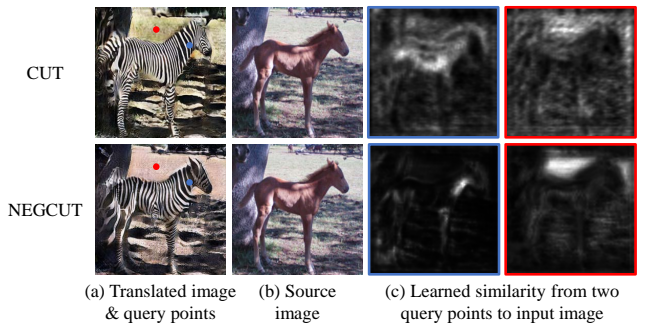 CUT
NEGCUT
(a) Translated image
& query points
(b) Source
image
(c) Learned similarity from two
query points to input image